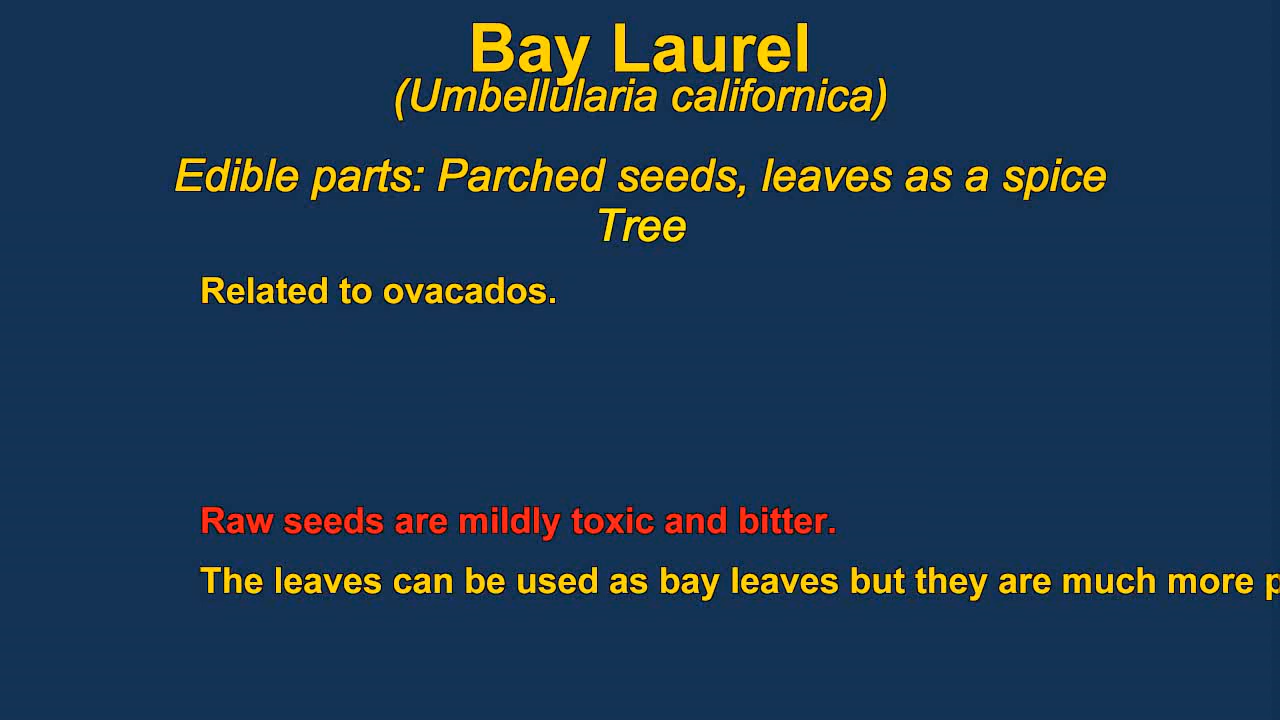 Bay Laurel
(Umbellularia californica)
Edible parts: Parched seeds, leaves as a spice
Tree
Related to ovacados.
Raw seeds are mildly toxic and bitter.
The leaves can be used as bay leaves but they are much more